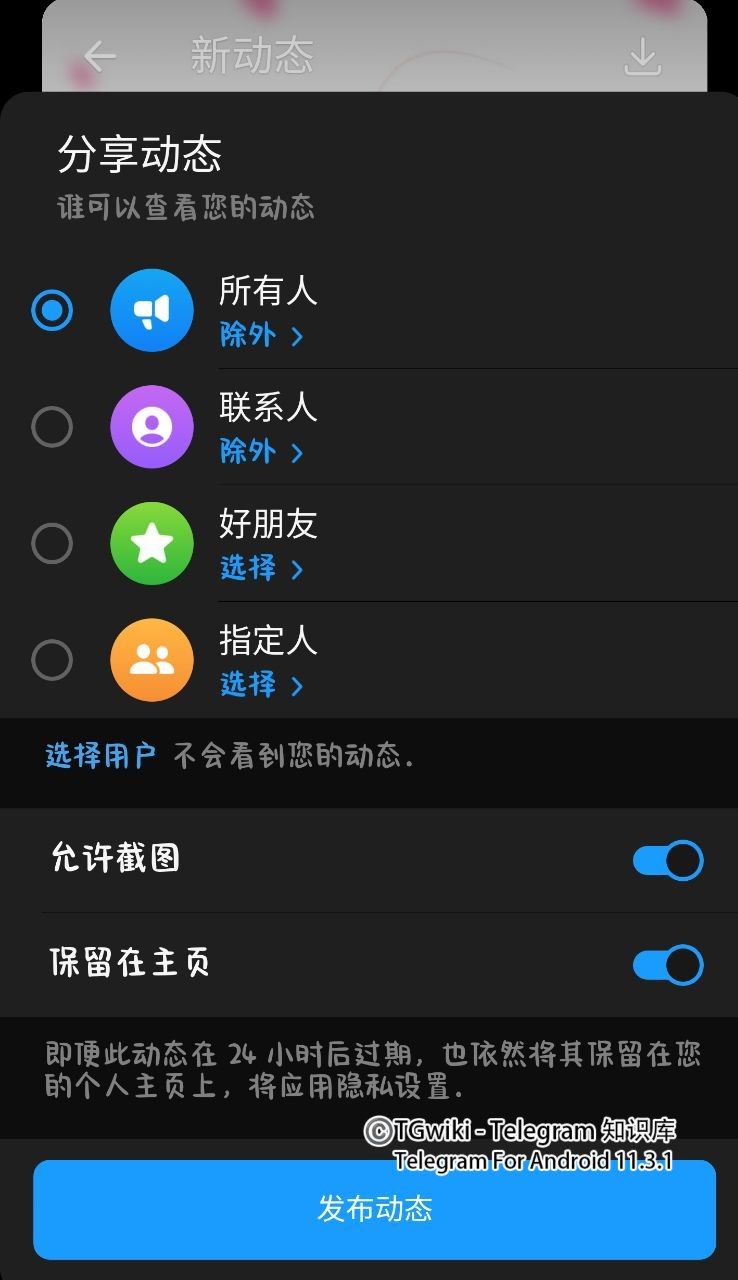 新动态
分享动态
谁可以查看您的动态
所有人
除外
联系人
除外
好朋友
选择
指定人
选择
选择用户 不会看到您的动态.
允许截图
保留在主页
即便此动态在 24 小时后过期，也依然将其保留在您
的个人主页上，将应用隐私设置.
©TGwiki - Telegram 知识库
Telegram For Android 11.3.1
发布动态